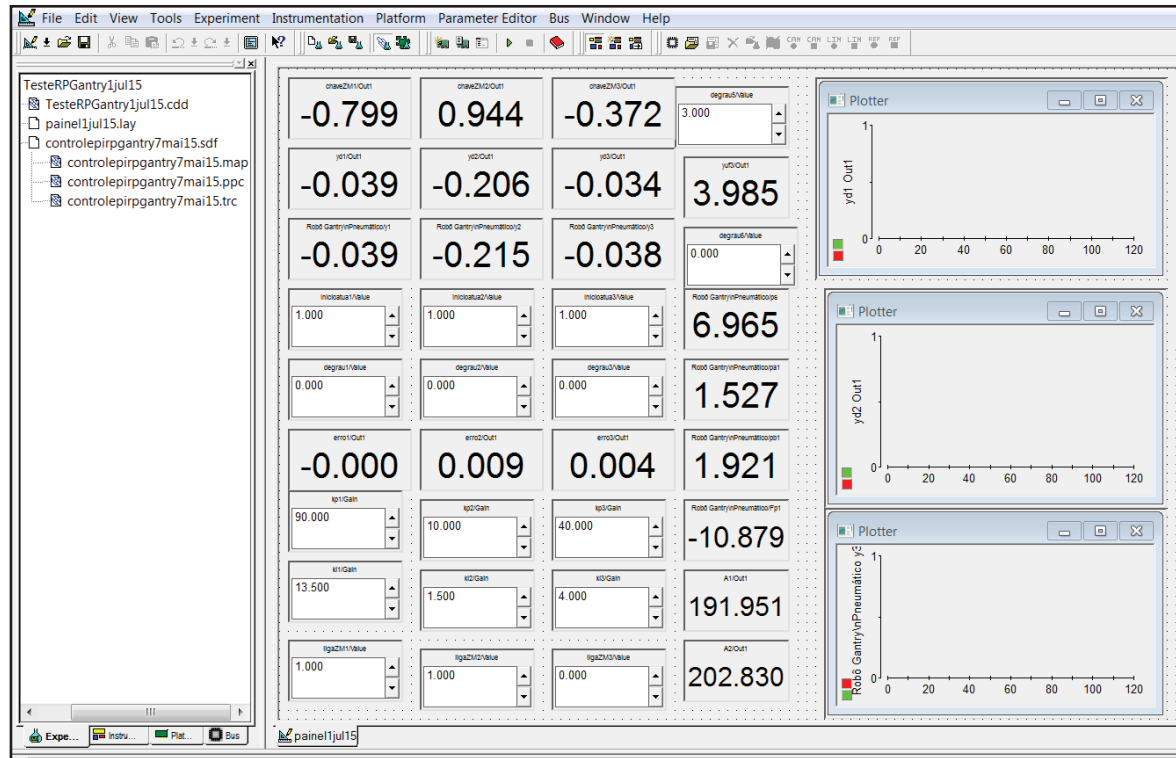 File Edit View Tools Experiment Instrumentation Platform Parameter Editor Bus Window Help
CAN CAN LIN LIN REF REF
TesteRPGantry1jul15
TesteRPGantry1jul15.cdd
painel1jul15.lay
controlepirpgantry7mai15.sdf
controlepirpgantry7mai15.map
controlepirpgantry7mai15.ppc
controlepirpgantry7mai15.trc
Expe... Instru... Plat... Bus
chaveZM1/Out1 chaveZM2/Out1 chaveZM3/Out1 degrau5/Value
-0.799 0.944 -0.372 3.000
yd1/Out1 yd2/Out1 yd3/Out1 yuf3/Out1
-0.039 -0.206 -0.034 3.985
Robô Gantry\nPneumático/y1 Robô Gantry\nPneumático/y2 Robô Gantry\nPneumático/y3 degrau6/Value
-0.039 -0.215 -0.038 0.000
inicioatua1/Value inicioatua2/Value inicioatua3/Value Robô Gantry\nPneumático/ps
1.000 1.000 1.000 6.965
degrau1/Value degrau2/Value degrau3/Value Robô Gantry\nPneumático/pa1
0.000 0.000 0.000 1.527
erro1/Out1 erro2/Out1 erro3/Out1 Robô Gantry\nPneumático/pb1
-0.000 0.009 0.004 1.921
kp1/Gain kp2/Gain kp3/Gain Robô Gantry\nPneumático/Fp1
90.000 10.000 40.000 -10.879
ki1/Gain ki2/Gain ki3/Gain A1/Out1
13.500 1.500 4.000 191.951
ligaZM1/Value ligaZM2/Value ligaZM3/Value A2/Out1
1.000 1.000 0.000 202.830
Plotter
yd1 Out1
1
0
0 20 40 60 80 100 120
Plotter
yd2 Out1
1
0
0 20 40 60 80 100 120
Plotter
Robô Gantry\nPneumático y3
1
0
0 20 40 60 80 100 120
painel1jul15